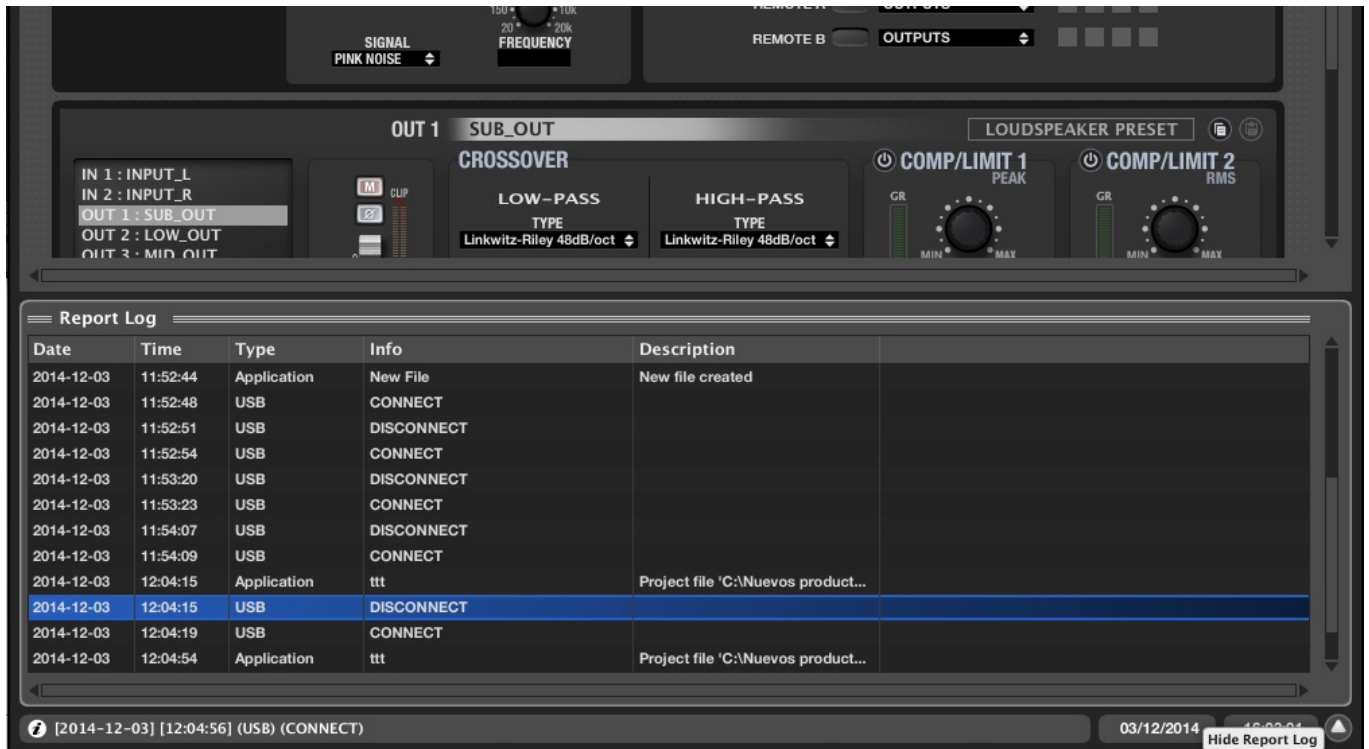 150 10k
20 20k
FREQUENCY
SIGNAL
PINK NOISE
OUTPUTS
REMOTE B OUTPUTS
OUT 1 SUB_OUT LOUDSPEAKER PRESET
IN 1 : INPUT_L
IN 2 : INPUT_R
OUT 1 : SUB_OUT
OUT 2 : LOW_OUT
OUT 3 : MID_OUT
M CLIP
Ø
CROSSOVER
LOW-PASS HIGH-PASS
TYPE TYPE
Linkwitz-Riley 48dB/oct Linkwitz-Riley 48dB/oct
COMP/LIMIT 1
PEAK
GR
MIN MAX
COMP/LIMIT 2
RMS
GR
MIN MAX
Report Log
Date Time Type Info Description
2014-12-03 11:52:44 Application New File New file created
2014-12-03 11:52:48 USB CONNECT
2014-12-03 11:52:51 USB DISCONNECT
2014-12-03 11:52:54 USB CONNECT
2014-12-03 11:53:20 USB DISCONNECT
2014-12-03 11:53:23 USB CONNECT
2014-12-03 11:54:07 USB DISCONNECT
2014-12-03 11:54:09 USB CONNECT
2014-12-03 12:04:15 Application ttt Project file 'C:\Nuevos product...
2014-12-03 12:04:15 USB DISCONNECT
2014-12-03 12:04:19 USB CONNECT
2014-12-03 12:04:54 Application ttt Project file 'C:\Nuevos product...
[2014-12-03] [12:04:56] (USB) (CONNECT) 03/12/2014
Hide Report Log